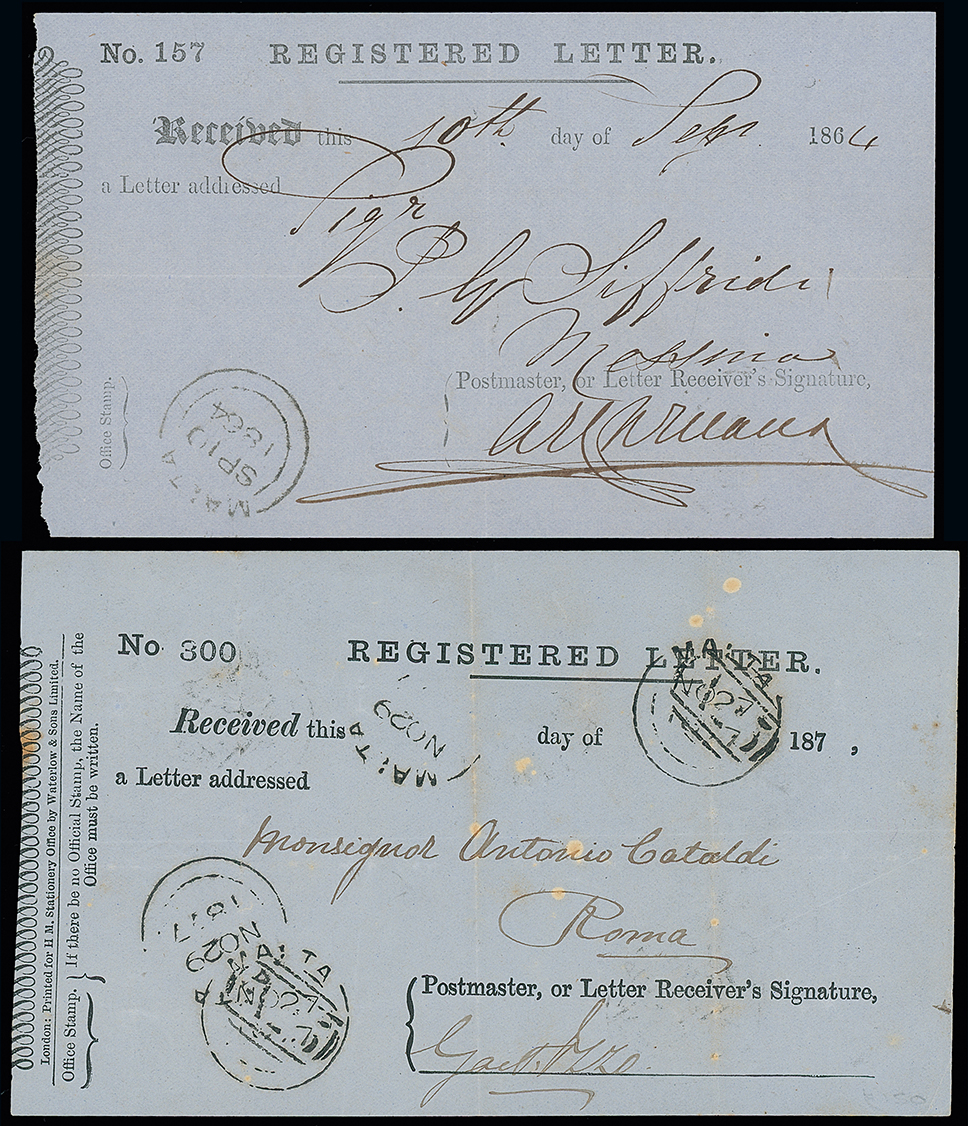 No. 157 REGISTERED LETTER.
Received this 10th day of Sept. 1864
a Letter addressed
Sigr
P. G Siffridi
Messina
(Postmaster, or Letter Receiver's Signature,
Office Stamp.
MALTA
SP 10
1864
No 300 REGISTERED LETTER.
Received this day of 187 ,
MALTA
NO 29
MALTA
a Letter addressed
Monsignor Antonio Cataldi
Roma
Postmaster, or Letter Receiver's Signature,
London: Printed for H M. Stationery Office by Waterlow & Sons Limited.
Office Stamp. { If there be no Official Stamp, the Name of the
Office must be written.